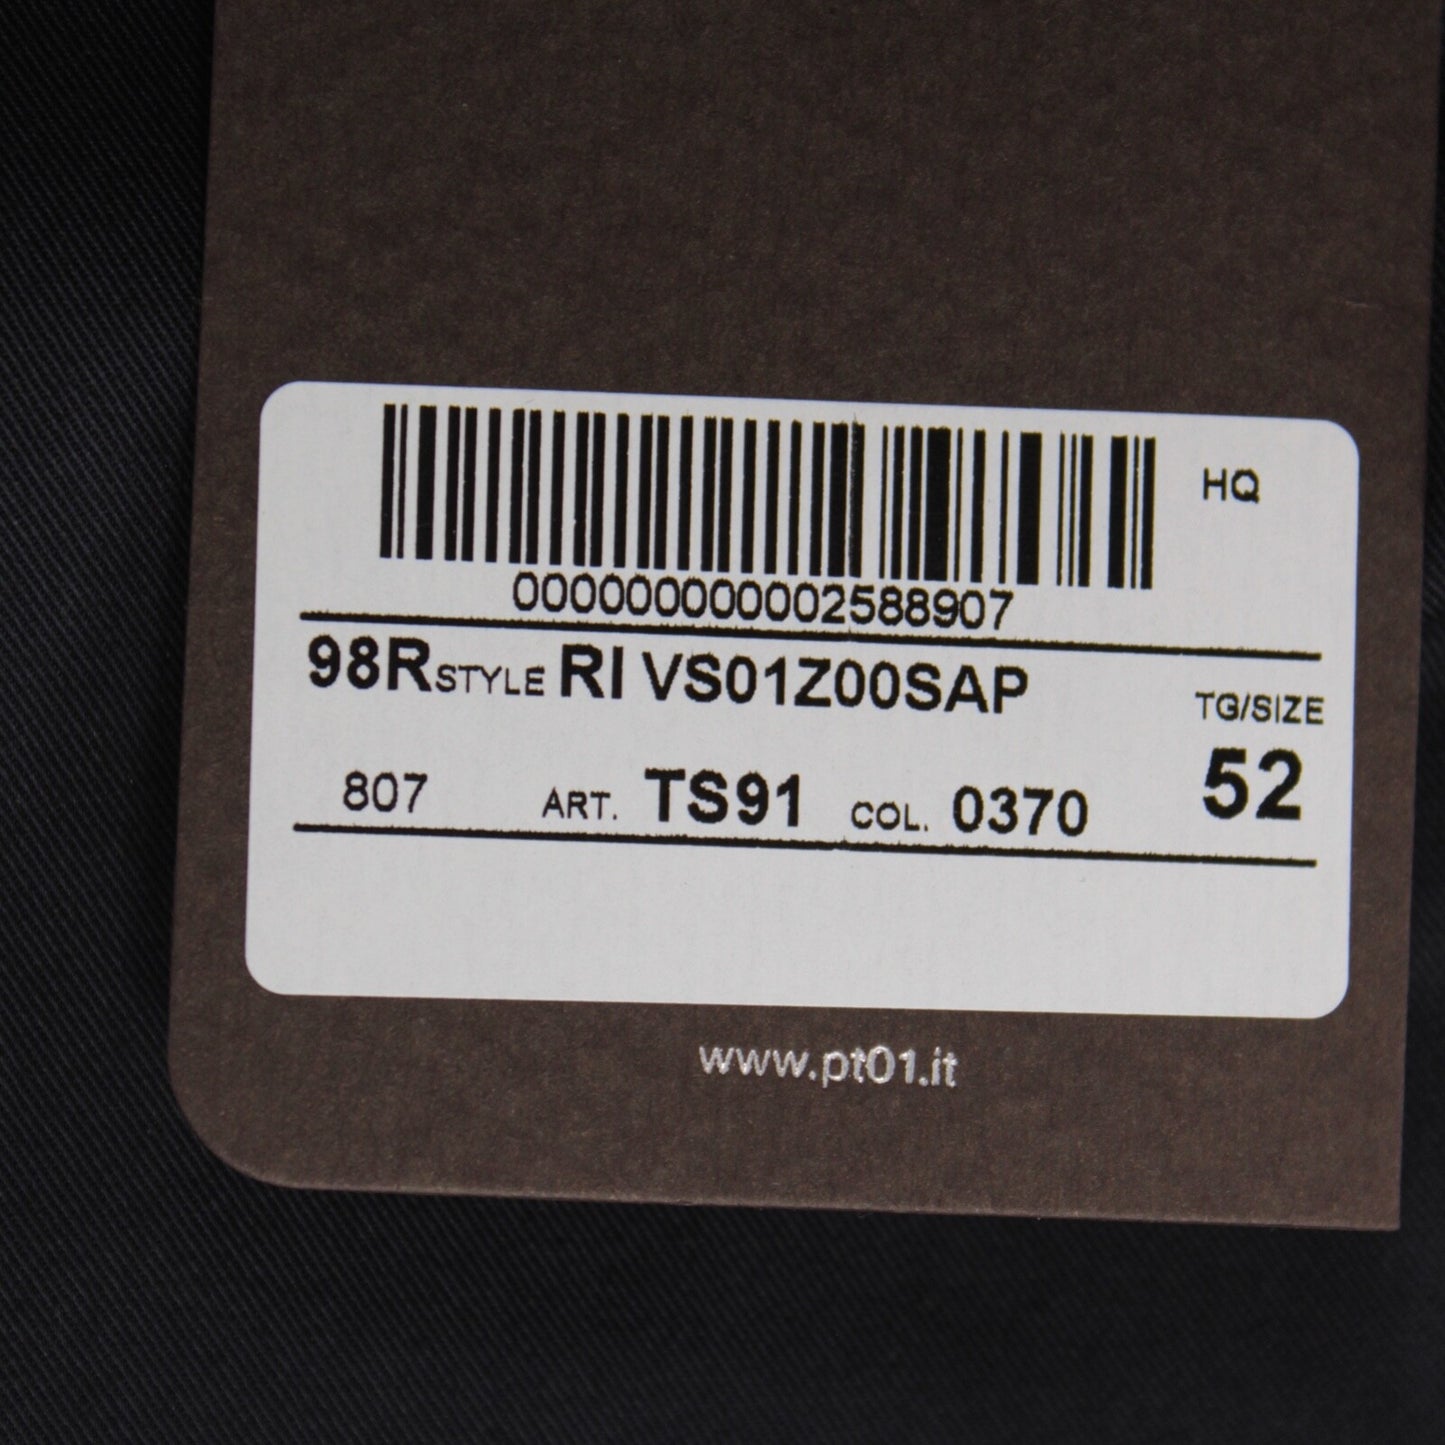 HQ
000000000002588907
98R STYLE RI VS01Z00SAP
TG/SIZE
807 ART. TS91 COL. 0370 52
www.pt01.it